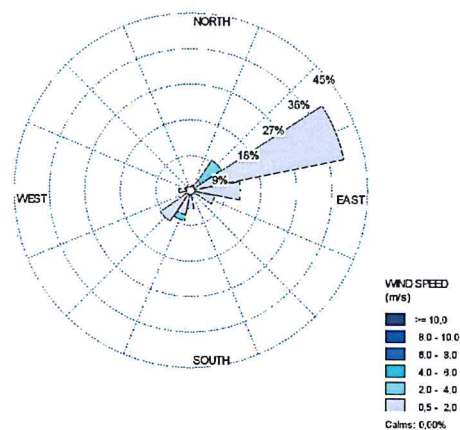 NORTH
45%
36%
27%
18%
9%
WEST
EAST
SOUTH
WIND SPEED
(m/s)
>= 10,0
8,0 - 10,0
6,0 - 8,0
4,0 - 6,0
2,0 - 4,0
0,5 - 2,0
Calms: 0,00%